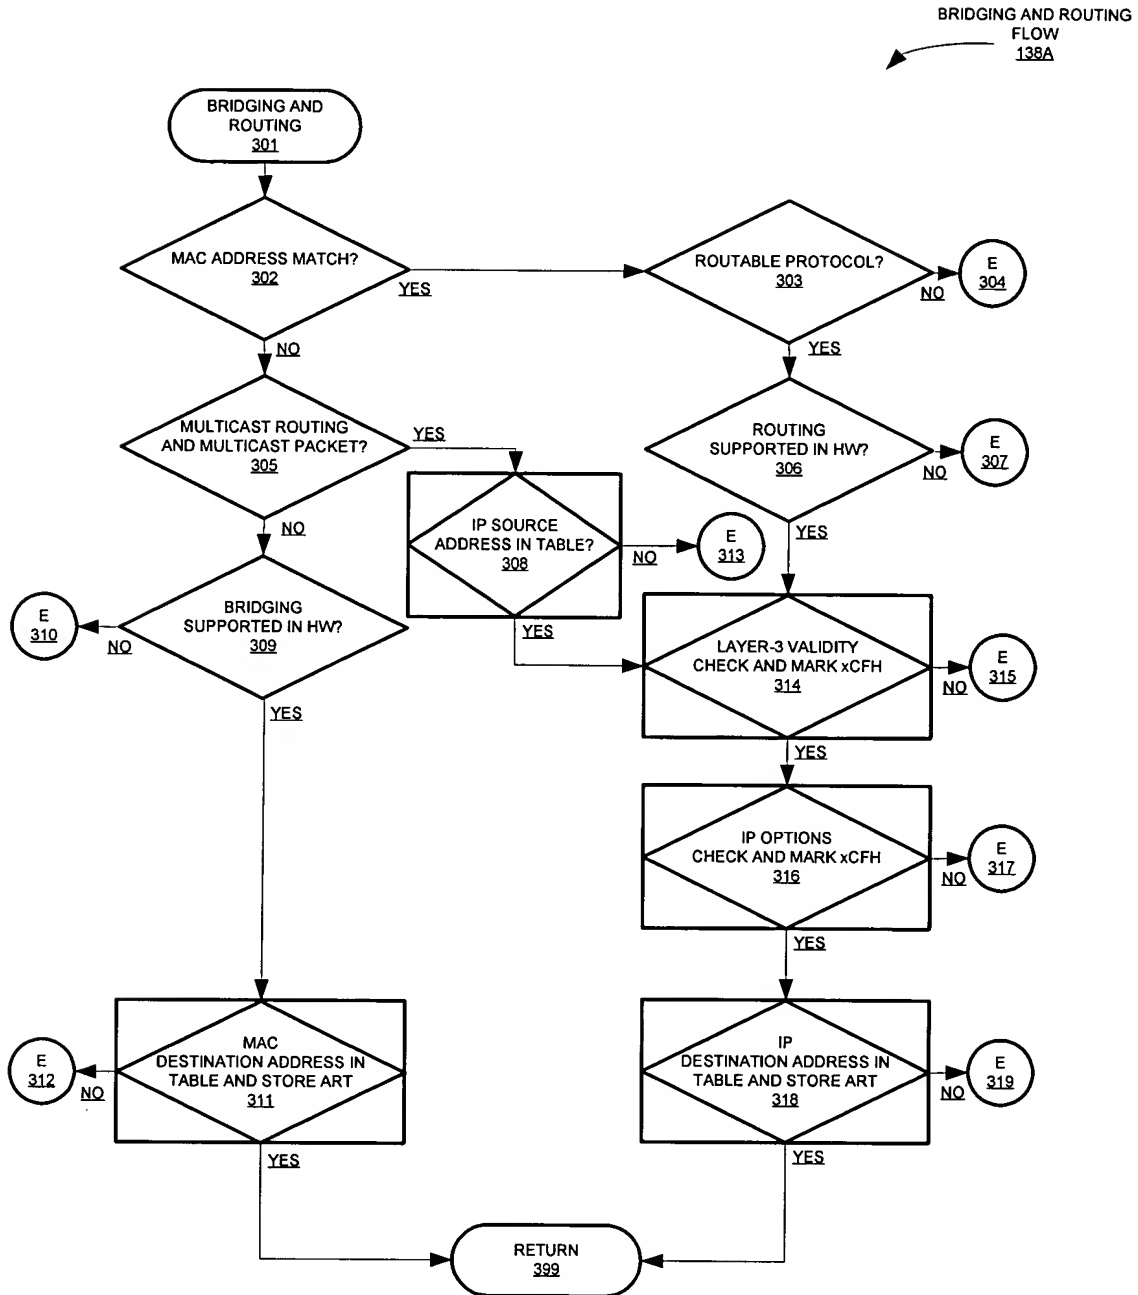 BRIDGING AND ROUTING
FLOW
138A
BRIDGING AND
ROUTING
301
MAC ADDRESS MATCH?
302
YES
NO
ROUTABLE PROTOCOL?
303
NO
YES
E
304
MULTICAST ROUTING
AND MULTICAST PACKET?
305
YES
NO
ROUTING
SUPPORTED IN HW?
306
NO
YES
E
307
IP SOURCE
ADDRESS IN TABLE?
308
NO
YES
E
313
BRIDGING
SUPPORTED IN HW?
309
NO
YES
E
310
LAYER-3 VALIDITY
CHECK AND MARK xCFH
314
NO
YES
E
315
IP OPTIONS
CHECK AND MARK xCFH
316
NO
YES
E
317
MAC
DESTINATION ADDRESS IN
TABLE AND STORE ART
311
NO
YES
E
312
IP
DESTINATION ADDRESS IN
TABLE AND STORE ART
318
NO
YES
E
319
RETURN
399